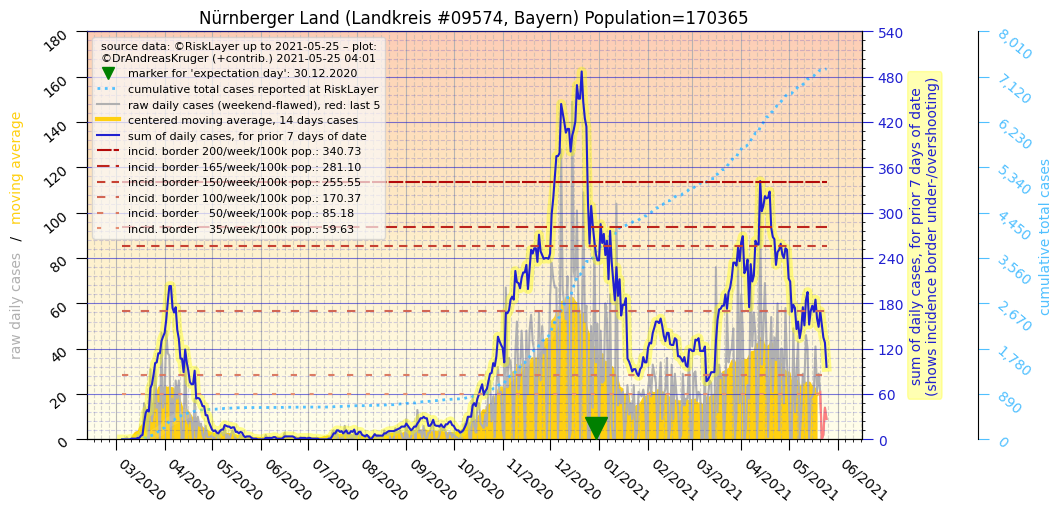 Nürnberger Land (Landkreis #09574, Bayern) Population=170365
source data: ©RiskLayer up to 2021-05-25 – plot:
©DrAndreasKruger (+contrib.) 2021-05-25 04:01
marker for 'expectation day': 30.12.2020
cumulative total cases reported at RiskLayer
raw daily cases (weekend-flawed), red: last 5
centered moving average, 14 days cases
sum of daily cases, for prior 7 days of date
incid. border 200/week/100k pop.: 340.73
incid. border 165/week/100k pop.: 281.10
incid. border 150/week/100k pop.: 255.55
incid. border 100/week/100k pop.: 170.37
incid. border 50/week/100k pop.: 85.18
incid. border 35/week/100k pop.: 59.63
raw daily cases / moving average
180
160
140
120
100
80
60
40
20
0
03/2020
04/2020
05/2020
06/2020
07/2020
08/2020
09/2020
10/2020
11/2020
12/2020
01/2021
02/2021
03/2021
04/2021
05/2021
06/2021
540
480
420
360
300
240
180
120
60
0
sum of daily cases, for prior 7 days of date
(shows incidence border under-/overshooting)
8,010
7,120
6,230
5,340
4,450
3,560
2,670
1,780
890
0
cumulative total cases